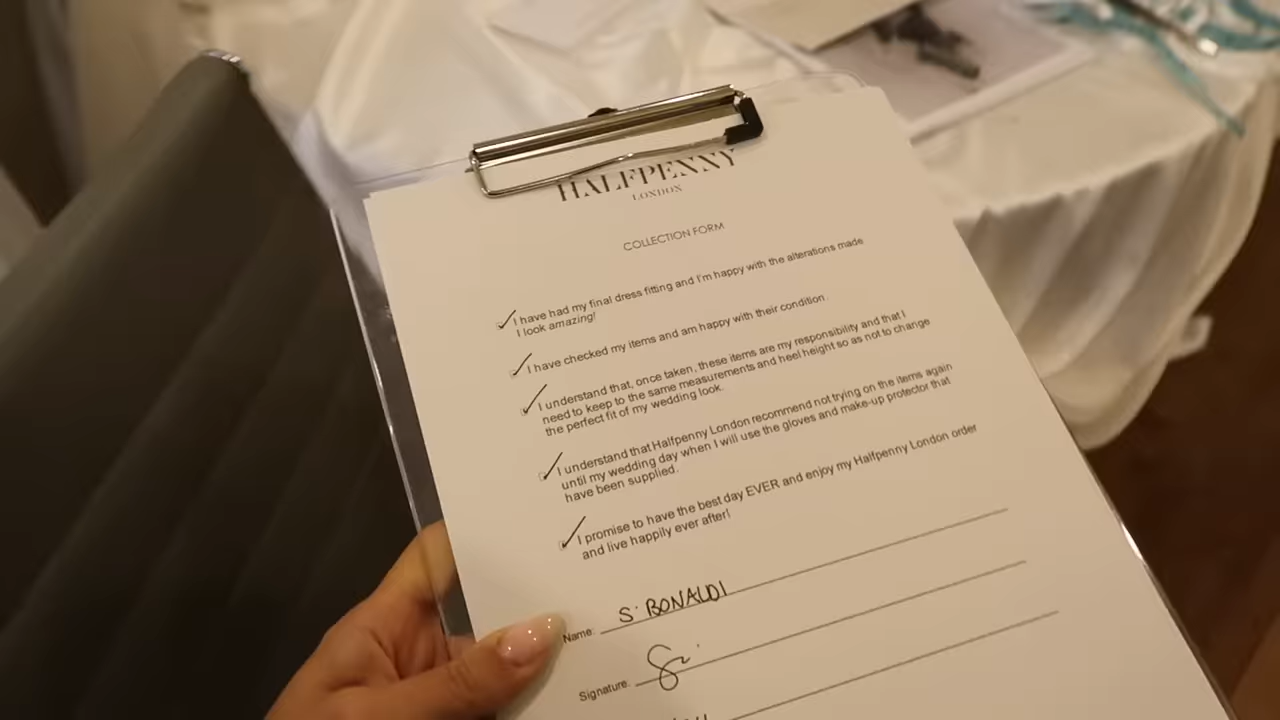 HALFPENNY
LONDON
COLLECTION FORM
I have had my final dress fitting and I'm happy with the alterations made
I look amazing!
I have checked my items and am happy with their condition.
I understand that, once taken, these items are my responsibility and that I
need to keep to the same measurements and heel height so as not to change
the perfect fit of my wedding look.
I understand that Halfpenny London recommend not trying on the items again
until my wedding day when I will use the gloves and make-up protector that
have been supplied.
I promise to have the best day EVER and enjoy my Halfpenny London order
and live happily ever after!
Name: S. BONALDI
Signature: